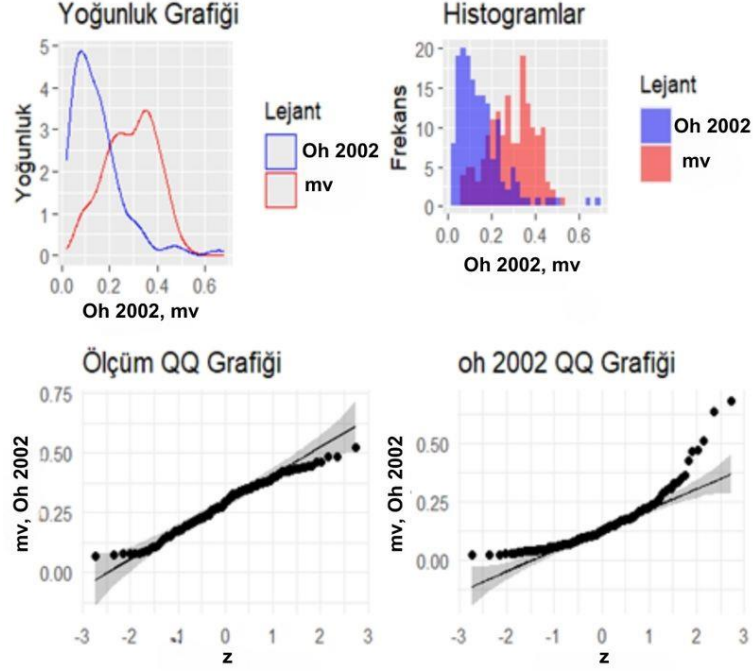 Yoğunluk Grafiği
5
4
3
2
1
0
Yoğunluk
0.0 0.2 0.4 0.6
Oh 2002, mv
Lejant
Oh 2002
mv
Histogramlar
20
15
10
5
0
Frekans
0.0 0.2 0.4 0.6
Oh 2002, mv
Lejant
Oh 2002
mv
Ölçüm QQ Grafiği
0.75
0.50
0.25
0.00
mv, Oh 2002
-3 -2 -1 0 1 2 3
z
oh 2002 QQ Grafiği
0.50
0.25
0.00
mv, Oh 2002
-3 -2 -1 0 1 2 3
z